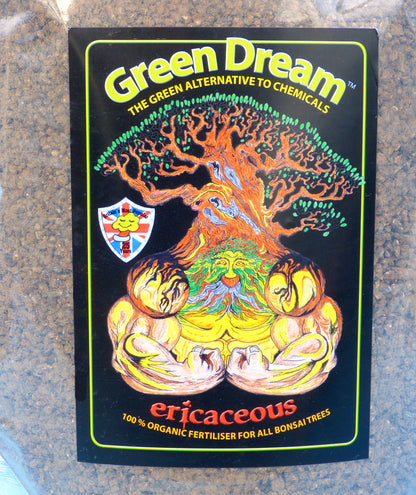 Green Dream™
THE GREEN ALTERNATIVE TO CHEMICALS
ericaceous
100% ORGANIC FERTILISER FOR ALL BONSAI TREES